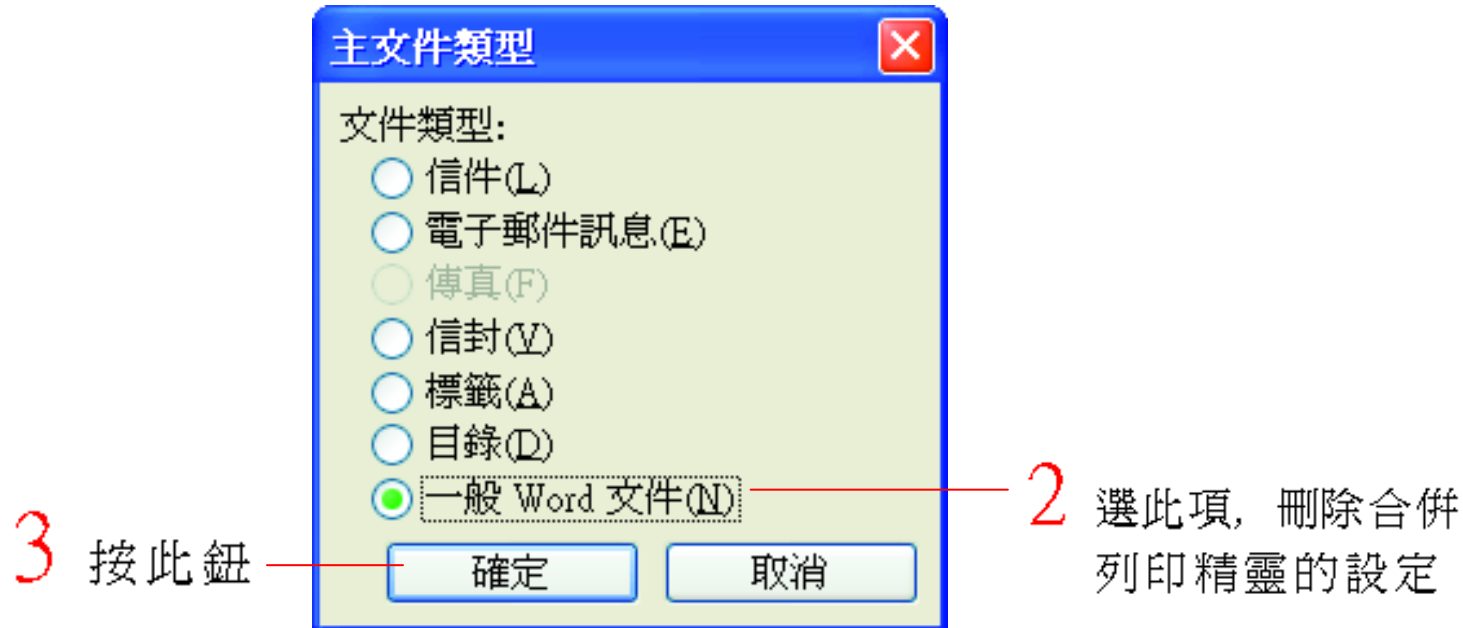 主文件類型
文件類型:
信件(L)
電子郵件訊息(E)
傳真(F)
信封(V)
標籤(A)
目錄(D)
一般 Word 文件(N)
2 選此項, 刪除合併
列印精靈的設定
3 按此鈕
確定
取消